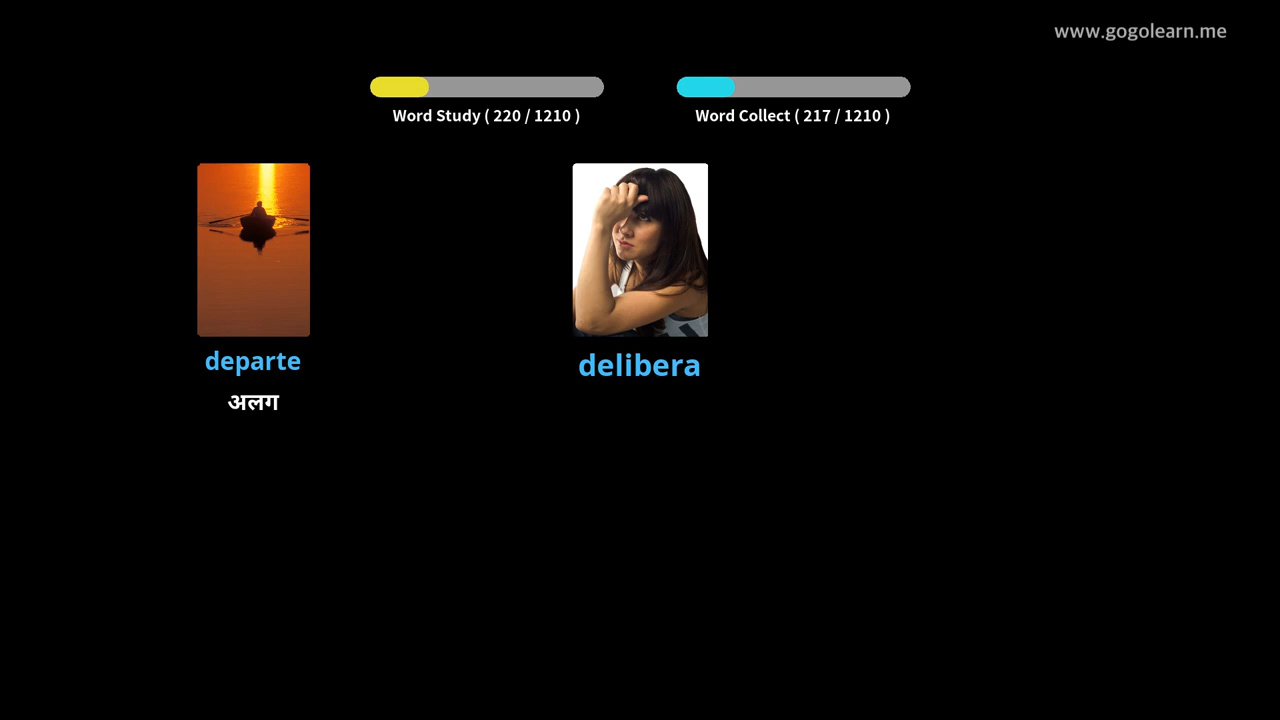 www.gogolearn.me
Word Study ( 220 / 1210 )
Word Collect ( 217 / 1210 )
departe
अलग
delibera